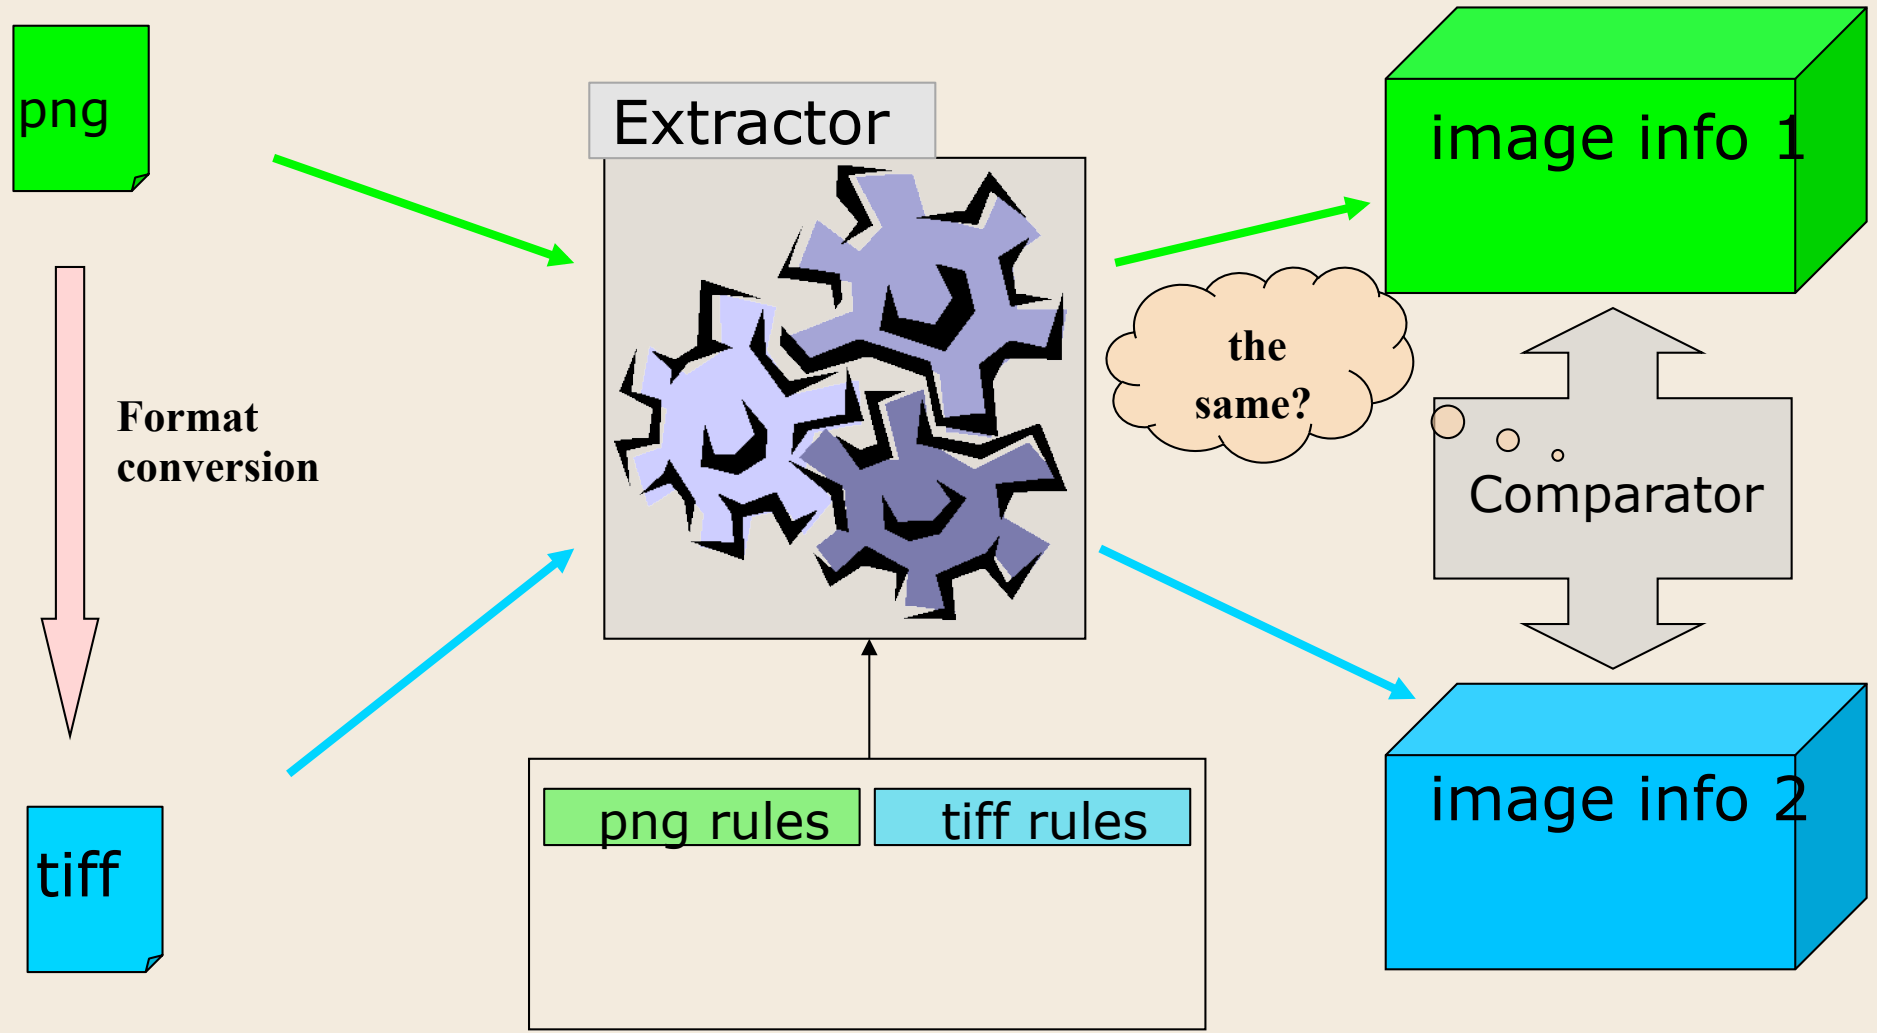 png
Extractor
image info 1
the
same?
Format
conversion
Comparator
png rules
tiff rules
image info 2
tiff